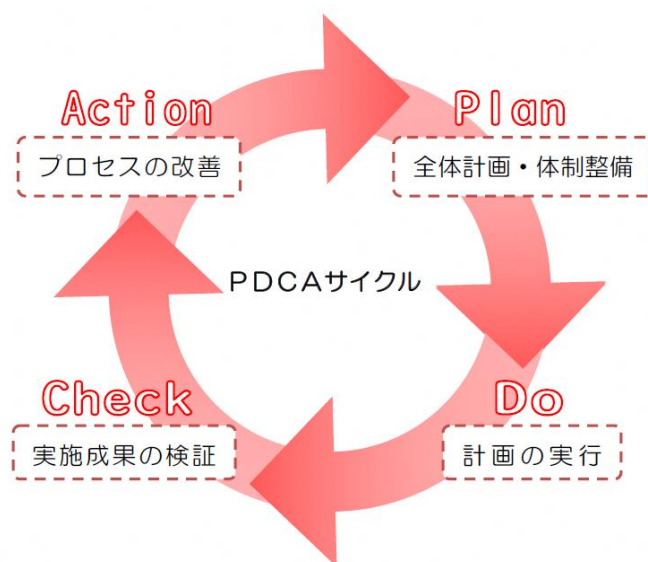 Action
プロセスの改善
Plan
全体計画・体制整備
PDCAサイクル
Check
実施成果の検証
Do
計画の実行